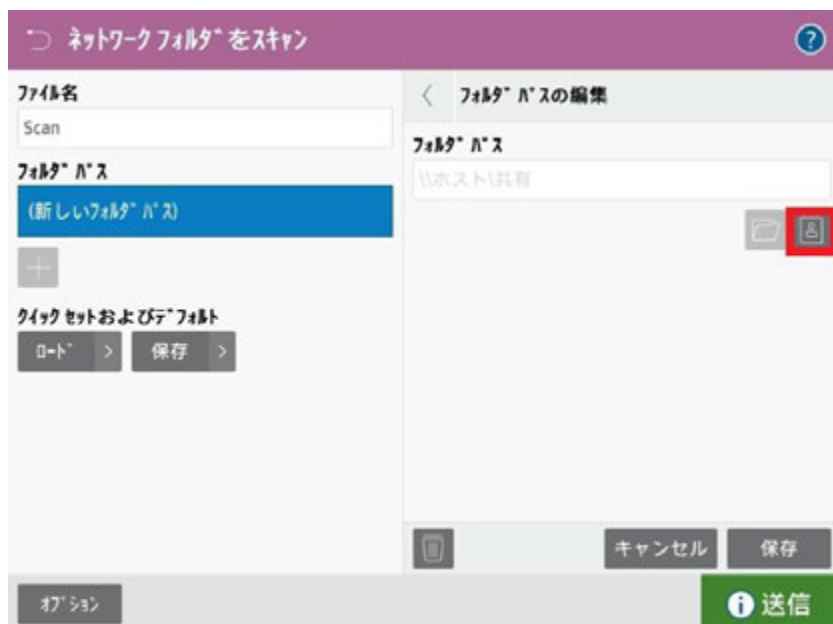 ﾈｯﾄﾜｰｸ ﾌｫﾙﾀﾞをｽｷｬﾝ
?
ﾌｧｲﾙ名
Scan
ﾌｫﾙﾀﾞ ﾊﾟｽ
(新しいﾌｫﾙﾀﾞ ﾊﾟｽ)
ｸｲｯｸ ｾｯﾄおよびﾃﾞﾌｫﾙﾄ
ﾛｰﾄﾞ >
保存 >
ﾌｫﾙﾀﾞ ﾊﾟｽの編集
ﾌｫﾙﾀﾞ ﾊﾟｽ
\\ホスト\共有
キャンセル
保存
ｵﾌﾟｼｮﾝ
送信